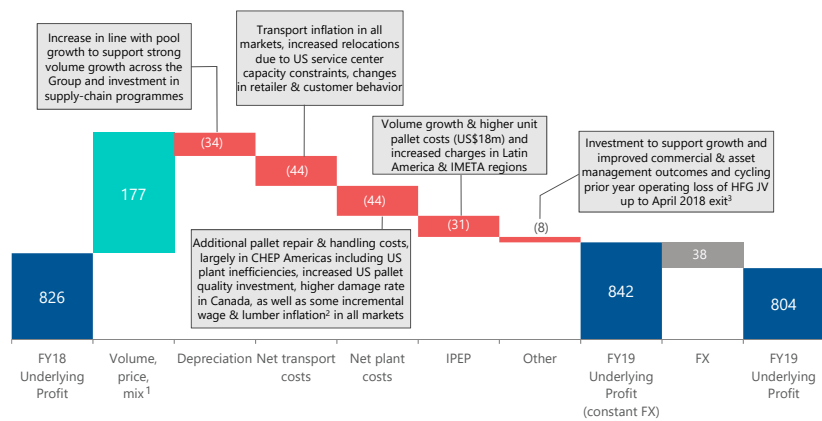 Increase in line with pool
growth to support strong
volume growth across the
Group and investment in
supply-chain programmes
Transport inflation in all
markets, increased relocations
due to US service center
capacity constraints, changes
in retailer & customer behavior
Volume growth & higher unit
pallet costs (US$18m) and
increased charges in Latin
America & IMETA regions
Investment to support growth and
improved commercial & asset
management outcomes and cycling
prior year operating loss of HFG JV
up to April 2018 exit3
Additional pallet repair & handling costs,
largely in CHEP Americas including US
plant inefficiencies, increased US pallet
quality investment, higher damage rate
in Canada, as well as some incremental
wage & lumber inflation2 in all markets
826
177
(34)
(44)
(44)
(31)
(8)
842
38
804
FY18
Underlying
Profit
Volume,
price,
mix1
Depreciation
Net transport
costs
Net plant
costs
IPEP
Other
FY19
Underlying
Profit
(constant FX)
FX
FY19
Underlying
Profit